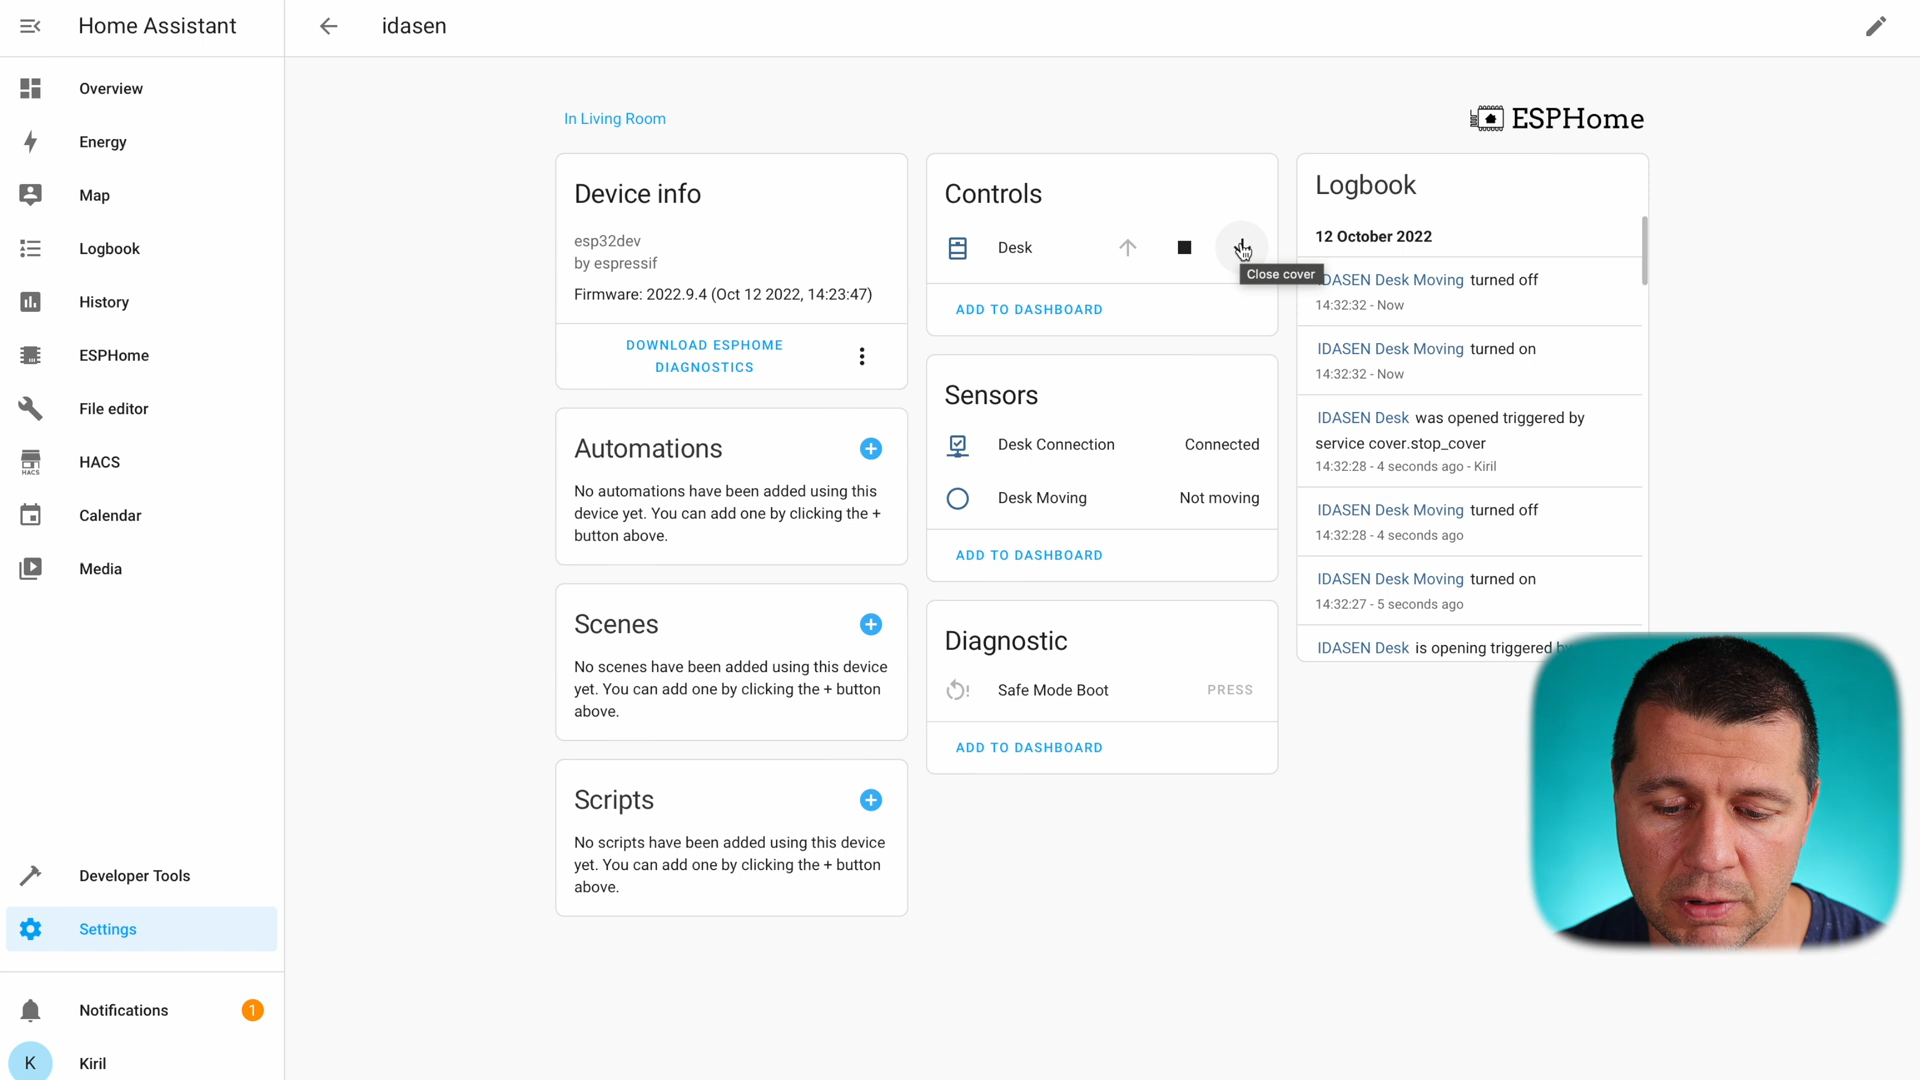 Home Assistant
idasen
Overview
Energy
Map
Logbook
History
ESPHome
File editor
HACS
HACS
Calendar
Media
Developer Tools
Settings
Notifications
1
K
Kiril
In Living Room
ESPHome
Device info
esp32dev
by espressif
Firmware: 2022.9.4 (Oct 12 2022, 14:23:47)
DOWNLOAD ESPHOME
DIAGNOSTICS
Automations
No automations have been added using this
device yet. You can add one by clicking the +
button above.
Scenes
No scenes have been added using this device
yet. You can add one by clicking the + button
above.
Scripts
No scripts have been added using this device
yet. You can add one by clicking the + button
above.
Controls
Desk
Close cover
ADD TO DASHBOARD
Sensors
Desk Connection
Connected
Desk Moving
Not moving
ADD TO DASHBOARD
Diagnostic
Safe Mode Boot
PRESS
ADD TO DASHBOARD
Logbook
12 October 2022
IDASEN Desk Moving turned off
14:32:32 - Now
IDASEN Desk Moving turned on
14:32:32 - Now
IDASEN Desk was opened triggered by
service cover.stop_cover
14:32:28 - 4 seconds ago - Kiril
IDASEN Desk Moving turned off
14:32:28 - 4 seconds ago
IDASEN Desk Moving turned on
14:32:27 - 5 seconds ago
IDASEN Desk is opening triggered by